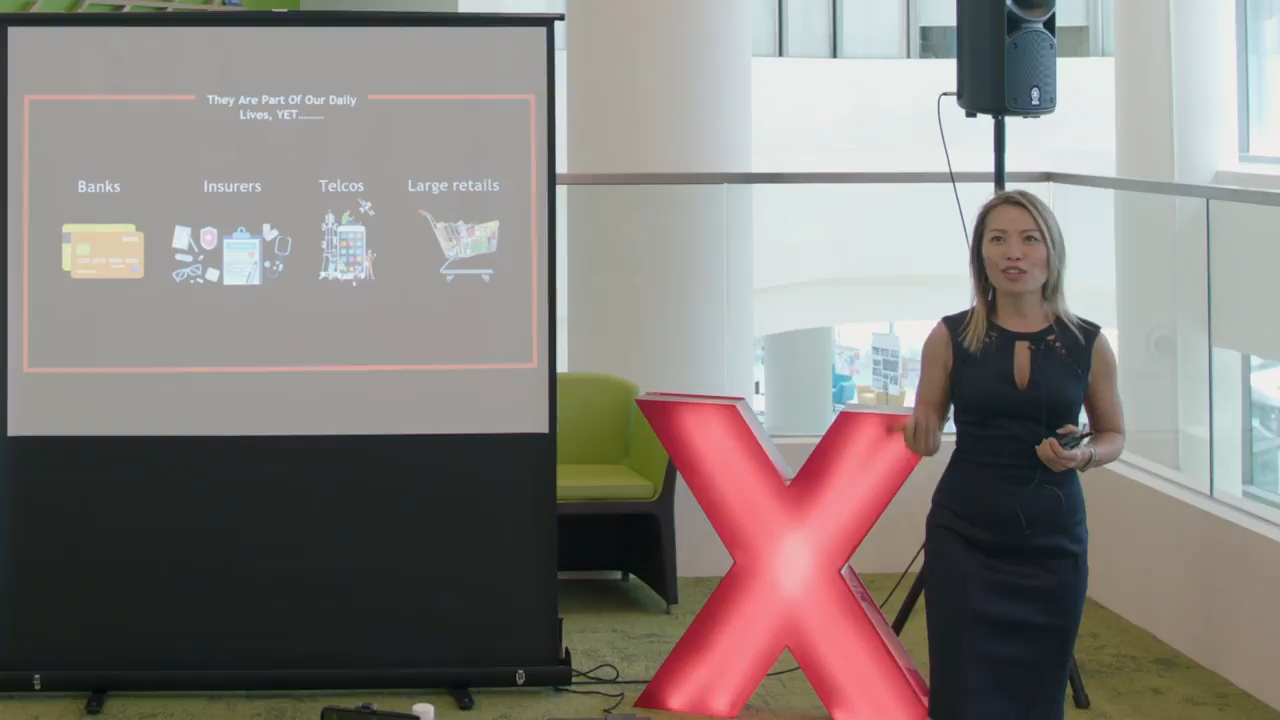 They Are Part Of Our Daily
Lives, YET.........
Banks
Insurers
Telcos
Large retails
X